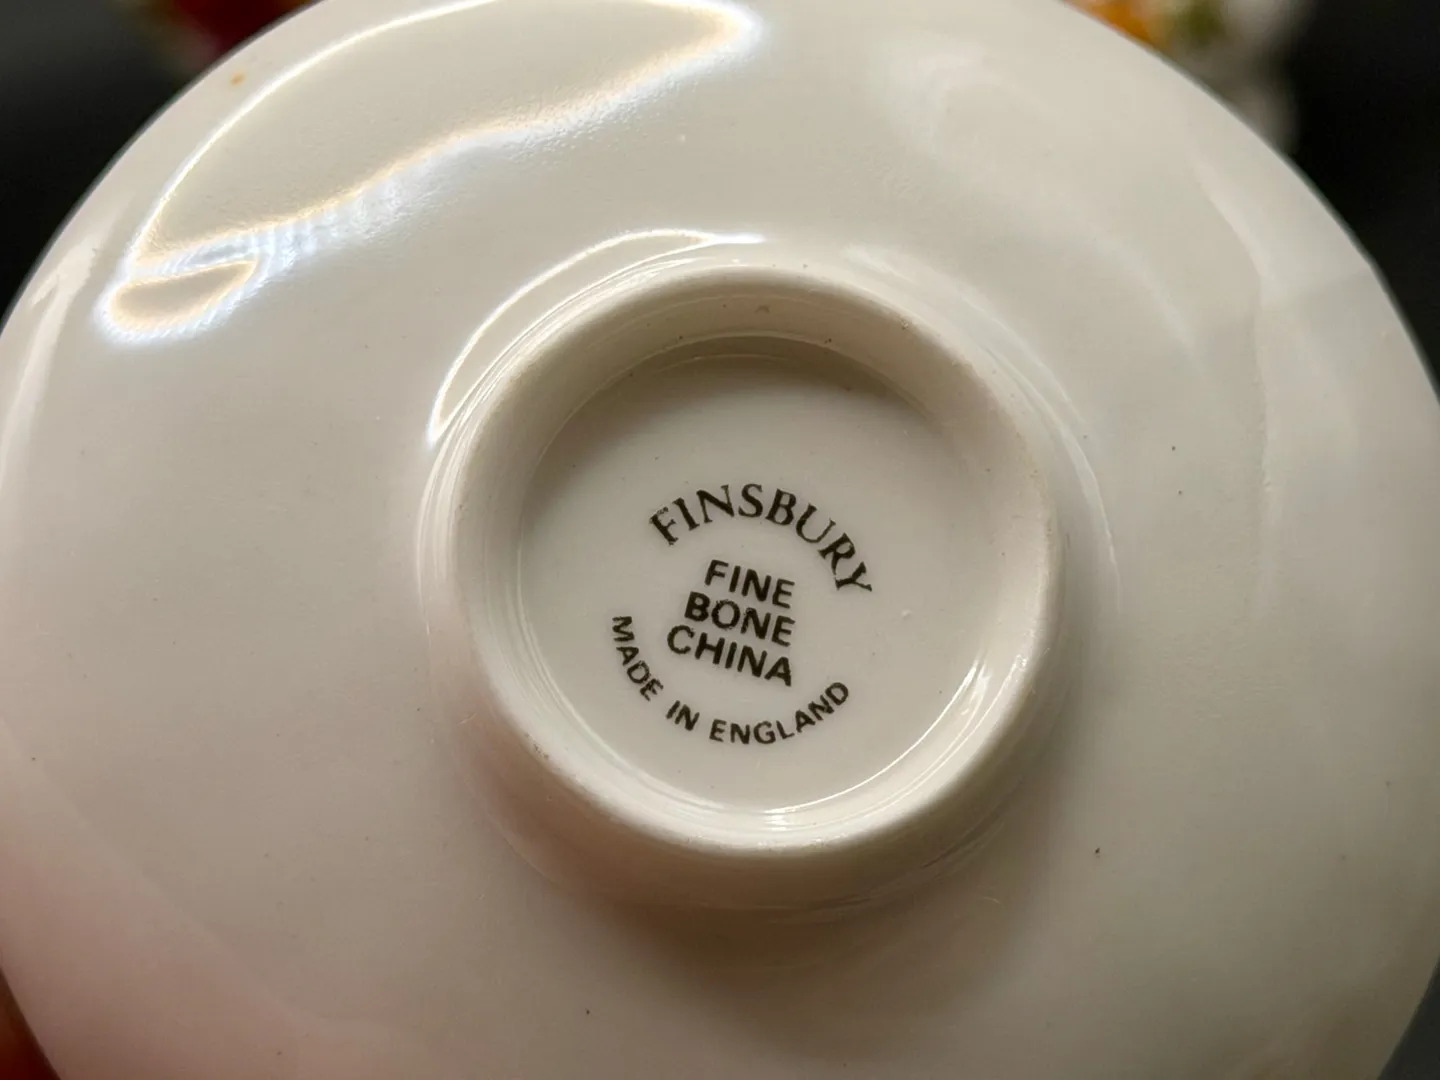 FINSBURY
FINE
BONE
CHINA
MADE IN ENGLAND